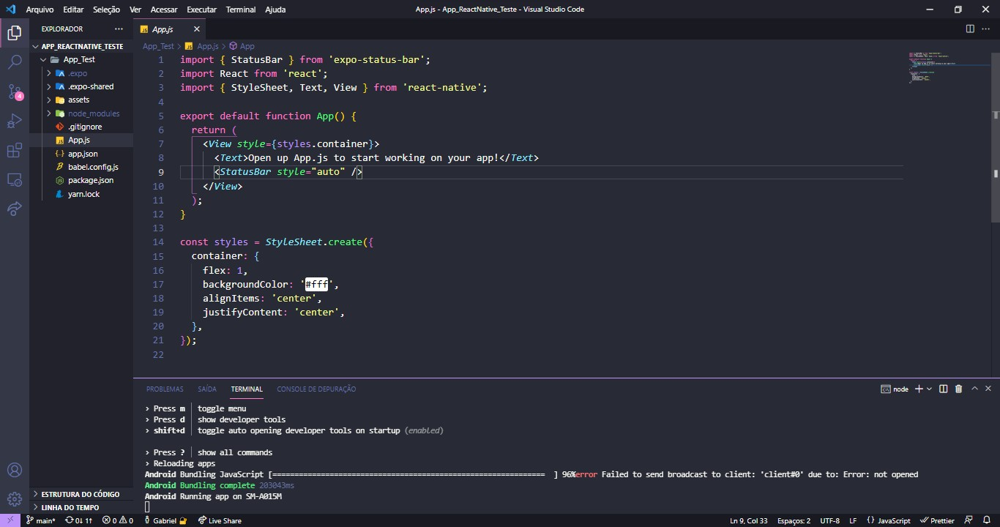 Arquivo Editar Seleção Ver Acessar Executar Terminal Ajuda
App.js - App_ReactNative_Teste - Visual Studio Code
EXPLORADOR ···
JS App.js ×
APP_REACTNATIVE_TESTE
App_Test
.expo
.expo-shared
assets
node_modules
.gitignore
JS App.js
{..} app.json
babel.config.js
package.json
yarn.lock
4
ESTRUTURA DO CÓDIGO
LINHA DO TEMPO
App_Test > JS App.js > App
1 import { StatusBar } from 'expo-status-bar';
2 import React from 'react';
3 import { StyleSheet, Text, View } from 'react-native';
4
5 export default function App() {
6 return (
7 <View style={styles.container}>
8 <Text>Open up App.js to start working on your app!</Text>
9 <StatusBar style="auto" />
10 </View>
11 );
12 }
13
14 const styles = StyleSheet.create({
15 container: {
16 flex: 1,
17 backgroundColor: '#fff',
18 alignItems: 'center',
19 justifyContent: 'center',
20 },
21 });
22
PROBLEMAS SAÍDA TERMINAL CONSOLE DE DEPURAÇÃO
node
› Press m │ toggle menu
› Press d │ show developer tools
› shift+d │ toggle auto opening developer tools on startup (enabled)
› Press ? │ show all commands
› Reloading apps
Android Bundling JavaScript [============================================================== ] 96%error Failed to send broadcast to client: 'client#0' due to: Error: not opened
Android Bundling complete 203043ms
Android Running app on SM-A015M
main* 0↓ 1↑ 0 0 Gabriel Live Share
Ln 9, Col 33 Espaços: 2 UTF-8 LF {} JavaScript Prettier